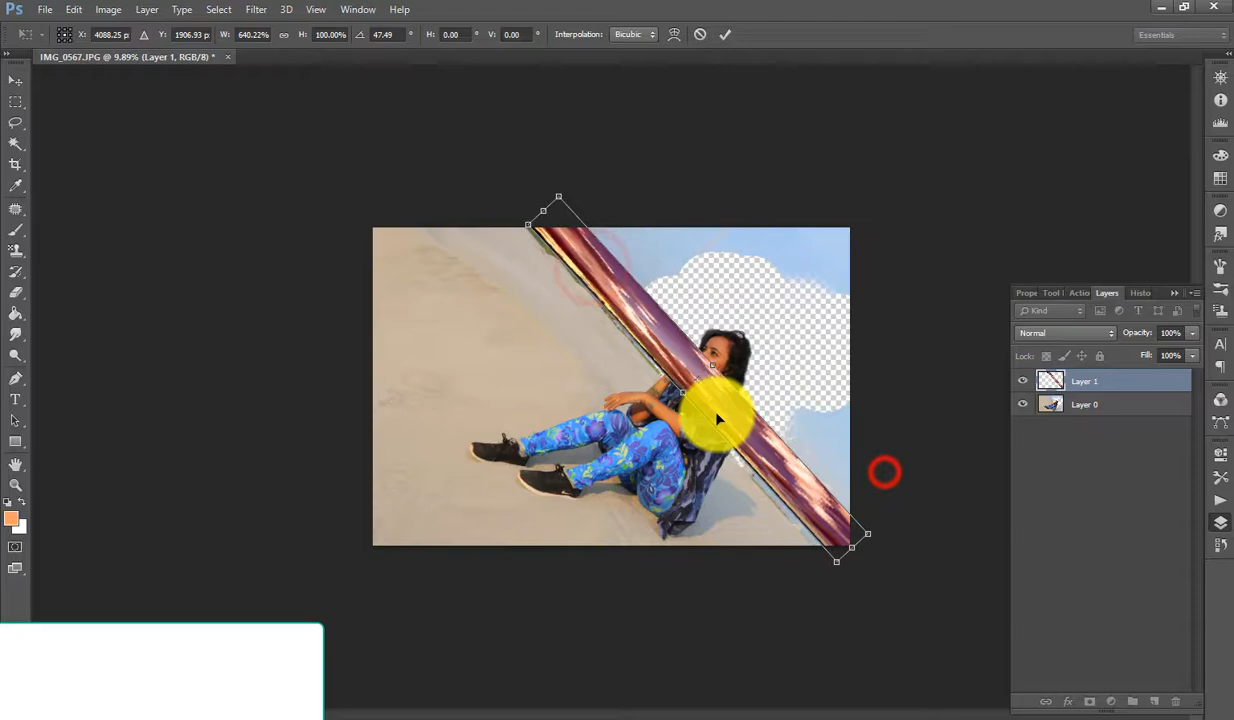 Ps File Edit Image Layer Type Select Filter 3D View Window Help
X: 4088.25 p Y: 1906.93 p W: 640.22% H: 100.00% 47.49 ° H: 0.00 ° V: 0.00 ° Interpolation: Bicubic Essentials
IMG_0567.JPG @ 9.89% (Layer 1, RGB/8) * ×
Prope Tool Actio Layers Histo
Kind
Normal Opacity: 100%
Lock: Fill: 100%
Layer 1
Layer 0